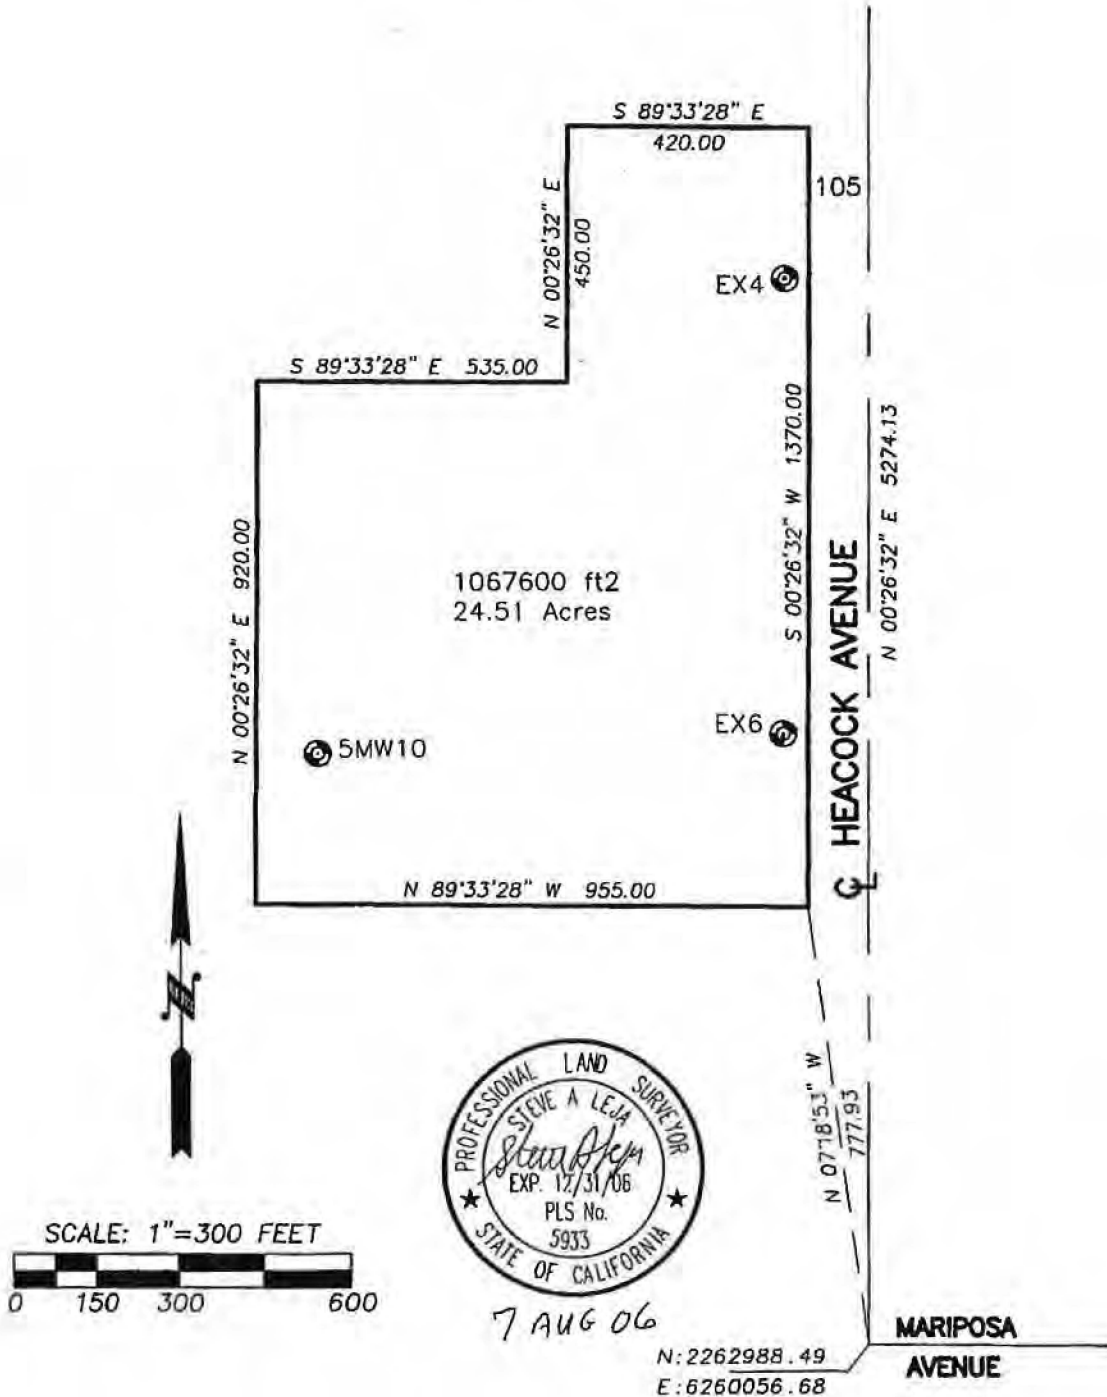 S 89°33'28" E
420.00
105
N 00°26'32" E
450.00
EX4
S 89°33'28" E 535.00
S 00°26'32" W 1370.00
N 00°26'32" E 5274.13
N 00°26'32" E 920.00
1067600 ft2
24.51 Acres
HEACOCK AVENUE
EX6
5MW10
N 89°33'28" W 955.00
N
N 07°18'53" W
777.93
PROFESSIONAL LAND SURVEYOR
STEVE A LEJA
EXP. 12/31/06
PLS No.
5933
STATE OF CALIFORNIA
7 AUG 06
SCALE: 1"=300 FEET
0 150 300 600
MARIPOSA
AVENUE
N:2262988.49
E:6260056.68